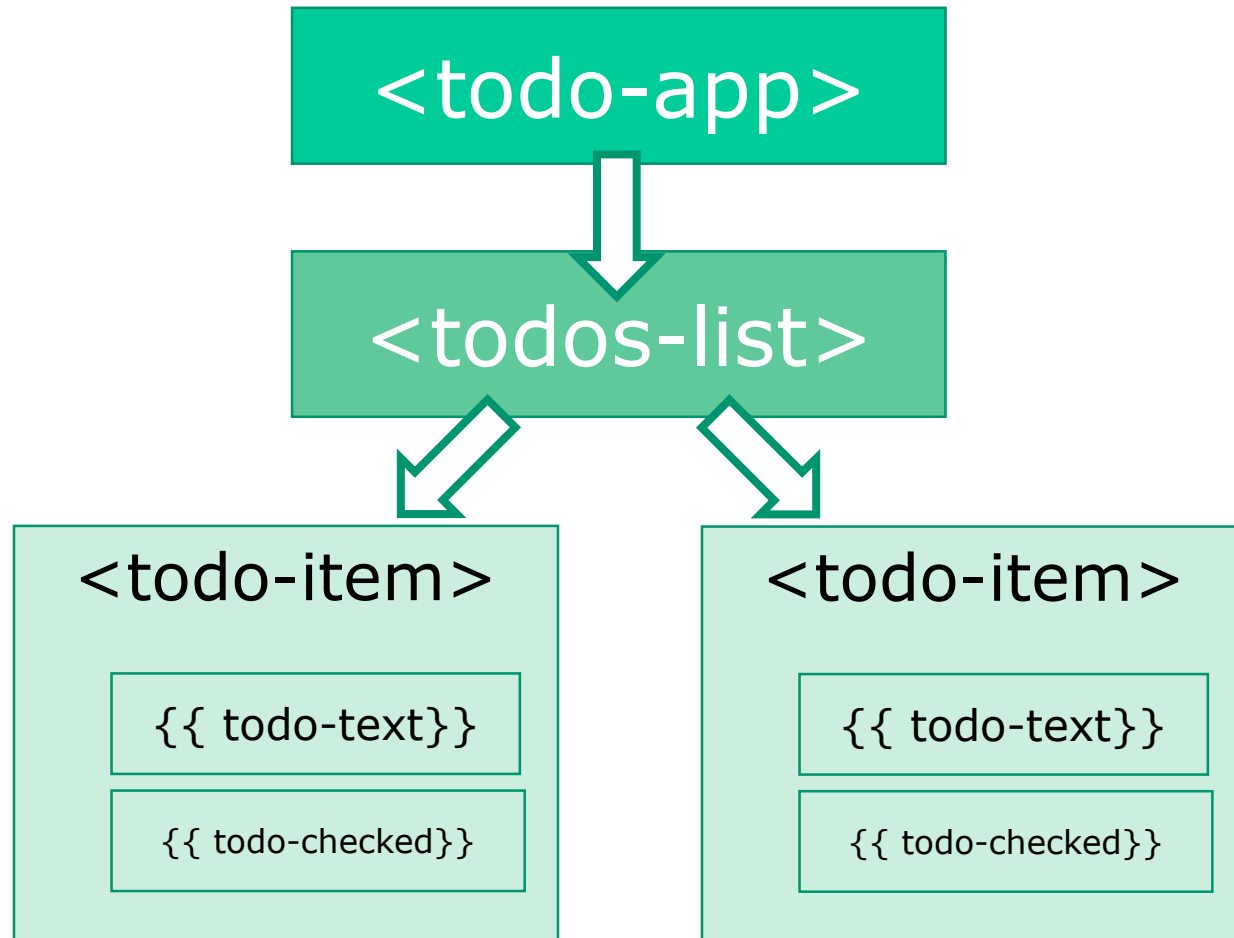 <todo-app>
<todos-list>
<todo-item>
{{ todo-text}}
{{ todo-checked}}
<todo-item>
{{ todo-text}}
{{ todo-checked}}